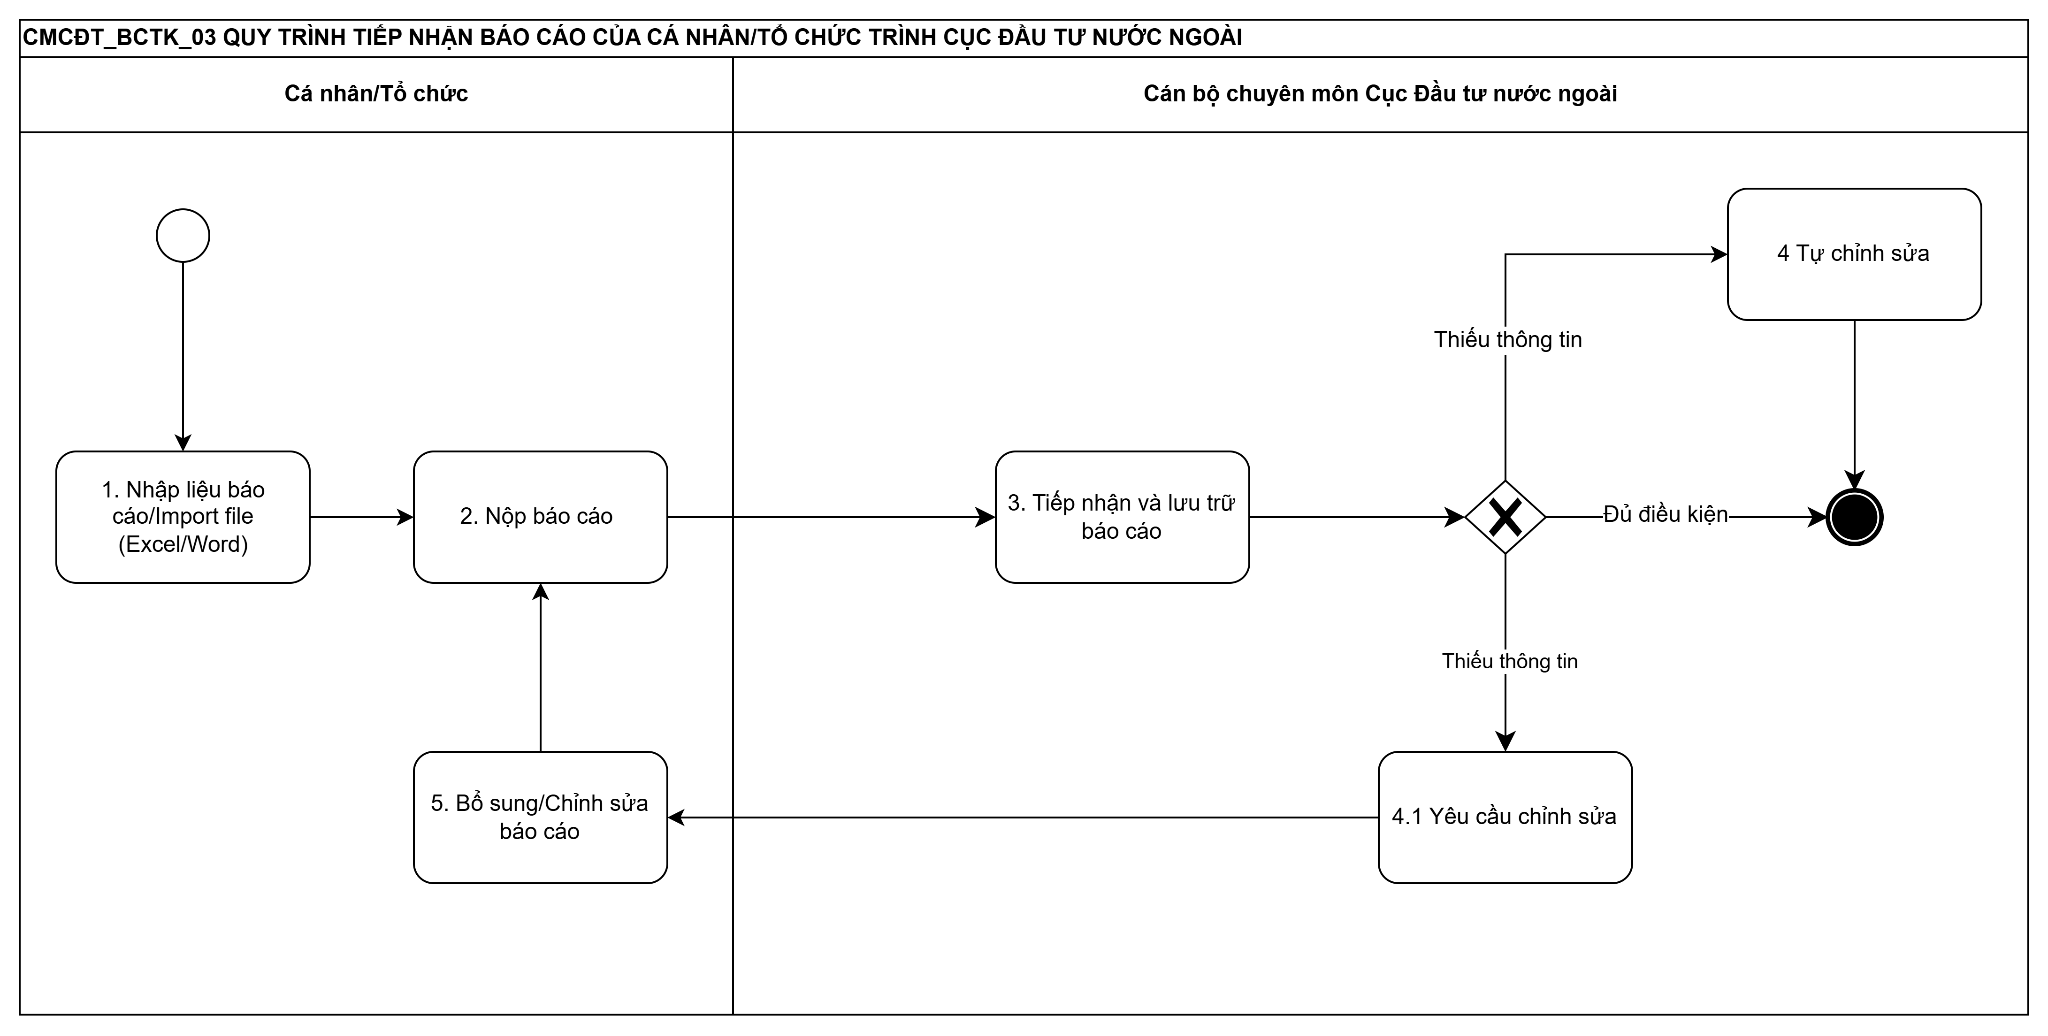 CMCĐT_BCTK_03 QUY TRÌNH TIẾP NHẬN BÁO CÁO CỦA CÁ NHÂN/TỔ CHỨC TRÌNH CỤC ĐẦU TƯ NƯỚC NGOÀI
Cá nhân/Tổ chức
Cán bộ chuyên môn Cục Đầu tư nước ngoài
4 Tự chỉnh sửa
Thiếu thông tin
1. Nhập liệu báo
cáo/Import file
(Excel/Word)
2. Nộp báo cáo
3. Tiếp nhận và lưu trữ
báo cáo
Đủ điều kiện
Thiếu thông tin
5. Bổ sung/Chỉnh sửa
báo cáo
4.1 Yêu cầu chỉnh sửa